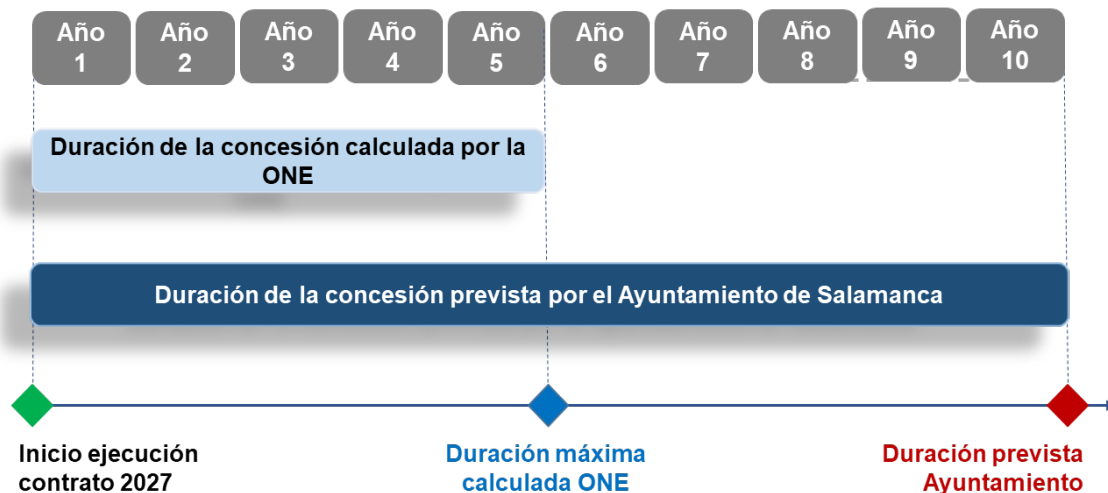 Año 1
Año 2
Año 3
Año 4
Año 5
Año 6
Año 7
Año 8
Año 9
Año 10
Duración de la concesión calculada por la
ONE
Duración de la concesión prevista por el Ayuntamiento de Salamanca
Inicio ejecución
contrato 2027
Duración máxima
calculada ONE
Duración prevista
Ayuntamiento